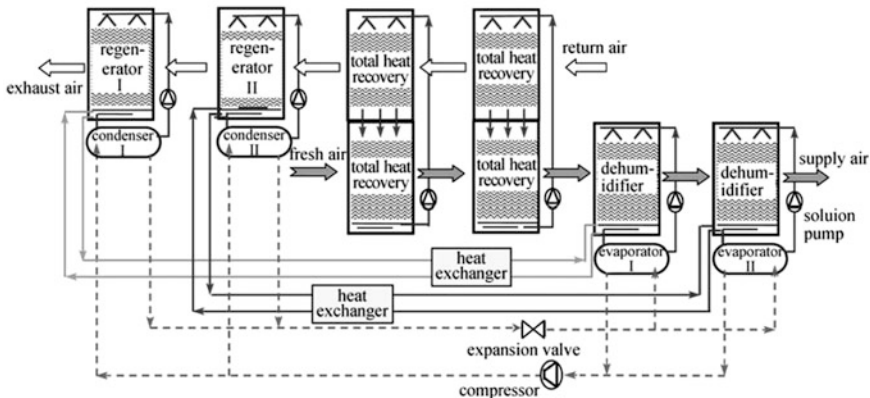 regen-
erator
I
regen-
erator
II
total heat
recovery
total heat
recovery
return air
exhaust air
condenser
I
condenser
II
fresh air
total heat
recovery
total heat
recovery
dehum-
idifier
dehum-
idifier
supply air
soluion
pump
evaporator
I
evaporator
II
heat
exchanger
heat
exchanger
expansion valve
compressor